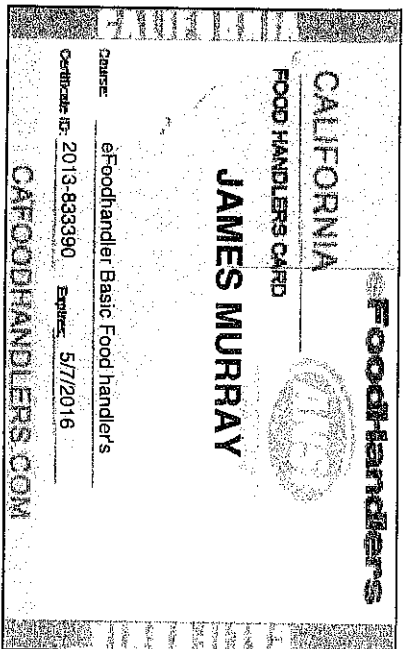 eFoodHandlers
CALIFORNIA
FOOD HANDLERS CARD
ANSI
JAMES MURRAY
Course: eFoodhandler Basic Food handler's
Certificate ID: 2013-833390 Expires: 5/7/2016
CAFOODHANDLERS.COM